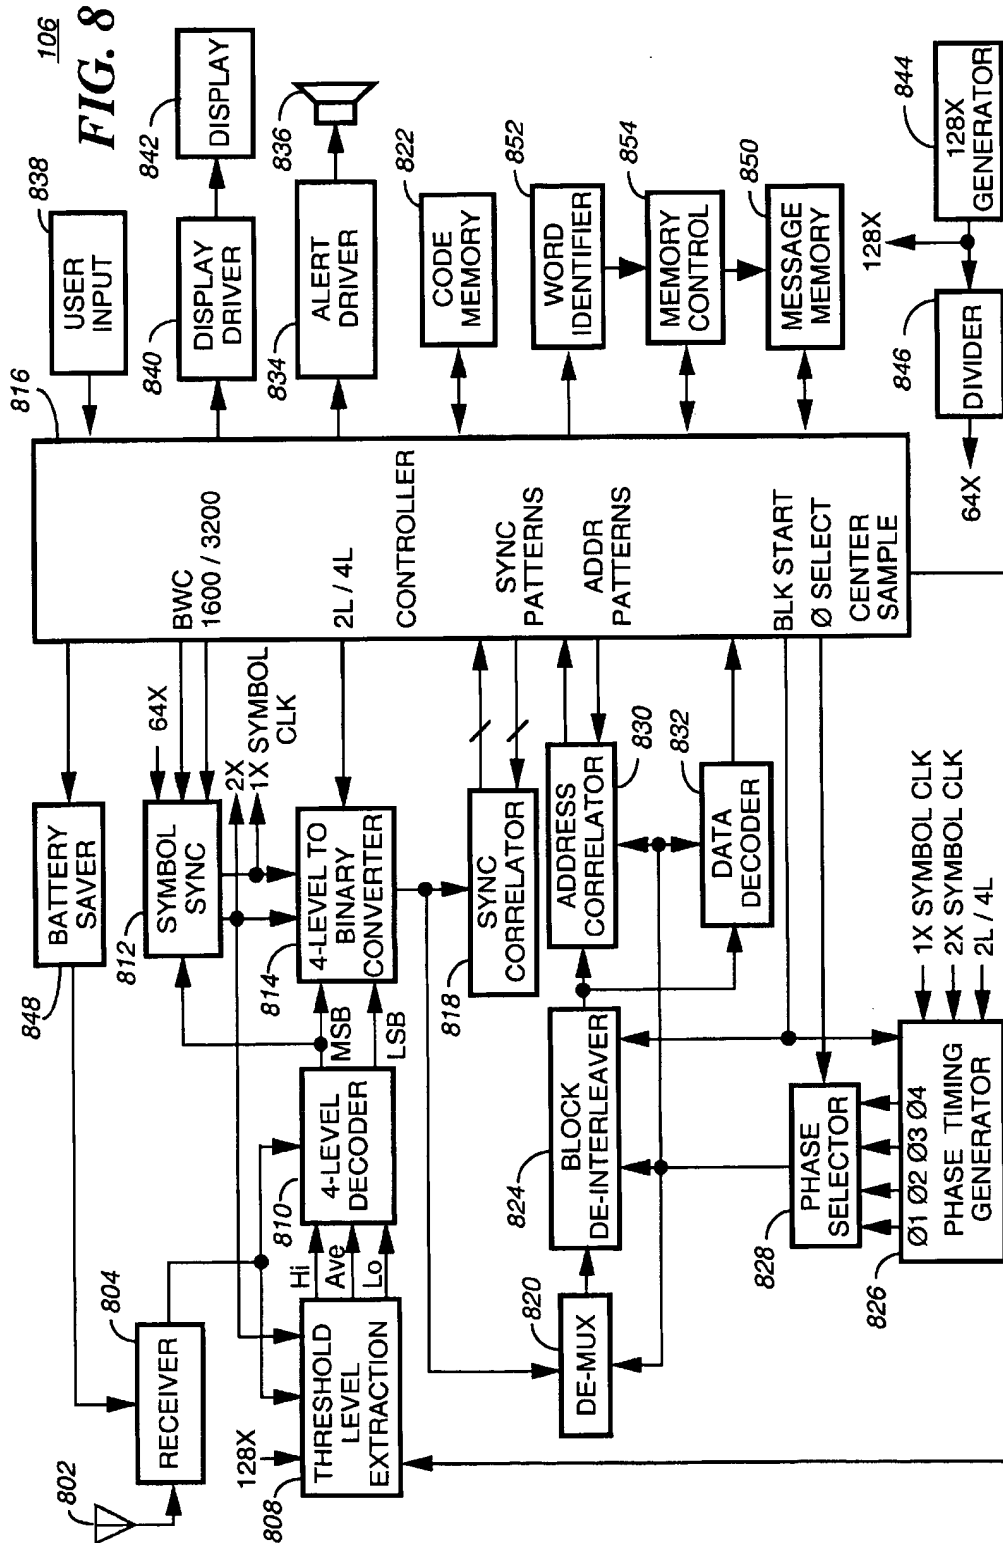 106
FIG. 8
802
804
RECEIVER
848
BATTERY
SAVER
816
838
USER
INPUT
840
DISPLAY
DRIVER
842
DISPLAY
128X
808
THRESHOLD
LEVEL
EXTRACTION
Hi
Ave
Lo
810
4-LEVEL
DECODER
MSB
LSB
812
SYMBOL
SYNC
64X
2X
1X SYMBOL
CLK
BWC
1600 / 3200
2L / 4L
814
4-LEVEL TO
BINARY
CONVERTER
CONTROLLER
834
ALERT
DRIVER
836
818
SYNC
CORRELATOR
SYNC
PATTERNS
ADDR
PATTERNS
822
CODE
MEMORY
820
DE-MUX
824
BLOCK
DE-INTERLEAVER
830
ADDRESS
CORRELATOR
832
DATA
DECODER
852
WORD
IDENTIFIER
854
MEMORY
CONTROL
850
MESSAGE
MEMORY
BLK START
Ø SELECT
CENTER
SAMPLE
828
PHASE
SELECTOR
826
Ø1 Ø2 Ø3 Ø4
PHASE TIMING
GENERATOR
1X SYMBOL CLK
2X SYMBOL CLK
2L / 4L
64X
846
DIVIDER
128X
844
128X
GENERATOR